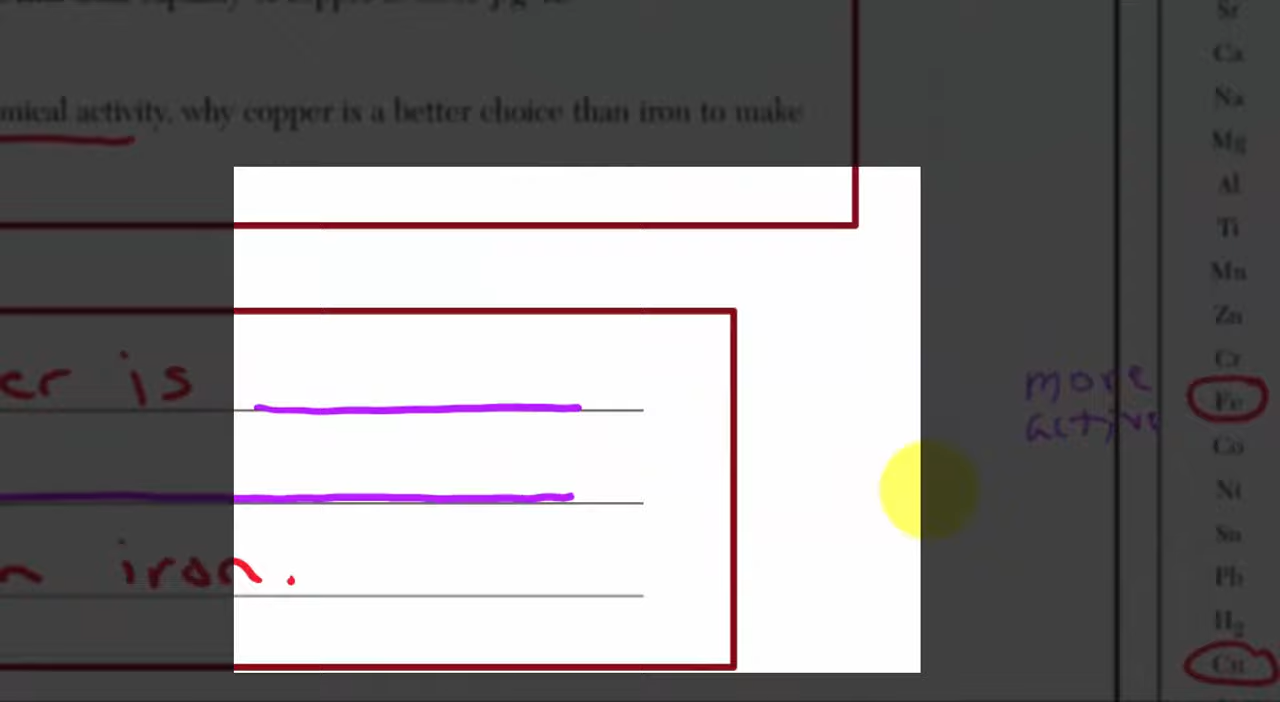 mical activity, why copper is a better choice than iron to make
er is
iron.
more
active
Sr
Ca
Na
Mg
Al
Ti
Mn
Zn
Cr
Fe
Co
Ni
Sn
Pb
H2
Cu